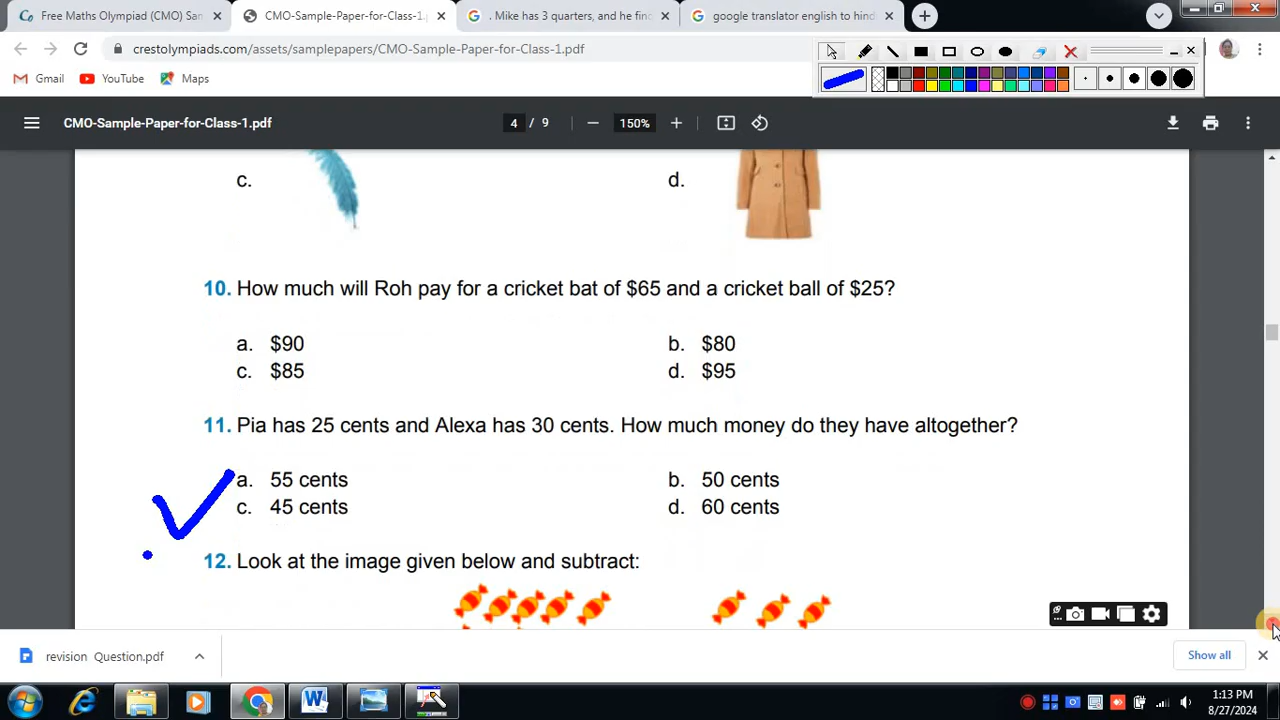 Free Maths Olympiad (CMO) Sam
CMO-Sample-Paper-for-Class-1.p
. Mike has 3 quarters, and he find
google translator english to hind
crestolympiads.com/assets/samplepapers/CMO-Sample-Paper-for-Class-1.pdf
Gmail
YouTube
Maps
CMO-Sample-Paper-for-Class-1.pdf
4 / 9
150%
c.
d.
10. How much will Roh pay for a cricket bat of $65 and a cricket ball of $25?
a. $90
b. $80
c. $85
d. $95
11. Pia has 25 cents and Alexa has 30 cents. How much money do they have altogether?
a. 55 cents
b. 50 cents
c. 45 cents
d. 60 cents
12. Look at the image given below and subtract:
revision Question.pdf
Show all
1:13 PM
8/27/2024